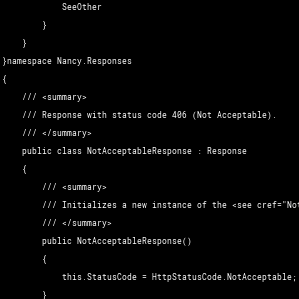 SeeOther
}
}
}namespace Nancy.Responses
{
/// <summary>
/// Response with status code 406 (Not Acceptable).
/// </summary>
public class NotAcceptableResponse : Response
{
/// <summary>
/// Initializes a new instance of the <see cref="Not
/// </summary>
public NotAcceptableResponse()
{
this.StatusCode = HttpStatusCode.NotAcceptable;
}